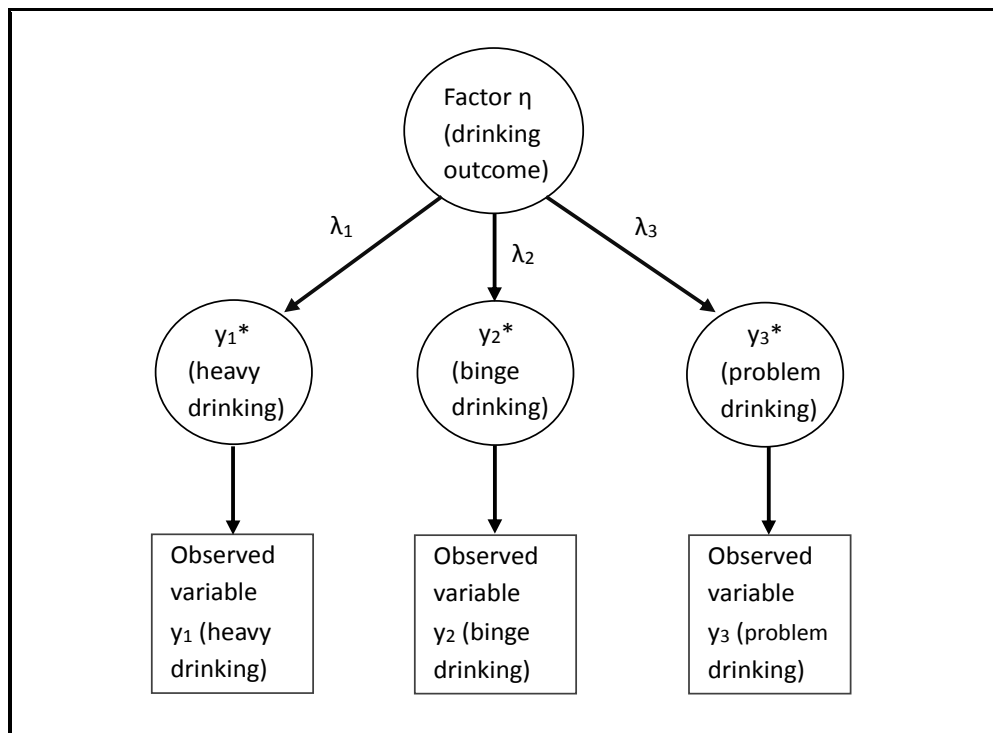 Factor η
(drinking
outcome)
λ1
λ2
λ3
y1*
(heavy
drinking)
y2*
(binge
drinking)
y3*
(problem
drinking)
Observed
variable
y1 (heavy
drinking)
Observed
variable
y2 (binge
drinking)
Observed
variable
y3 (problem
drinking)